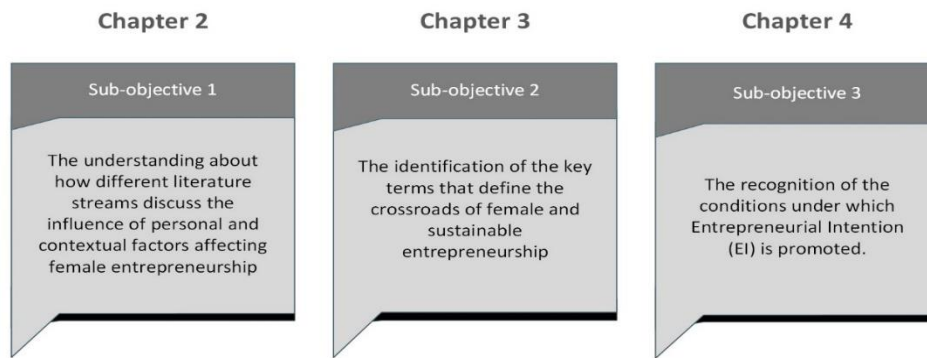 Chapter 2
Chapter 3
Chapter 4
Sub-objective 1
The understanding about
how different literature
streams discuss the
influence of personal and
contextual factors affecting
female entrepreneurship
Sub-objective 2
The identification of the key
terms that define the
crossroads of female and
sustainable
entrepreneurship
Sub-objective 3
The recognition of the
conditions under which
Entrepreneurial Intention
(EI) is promoted.